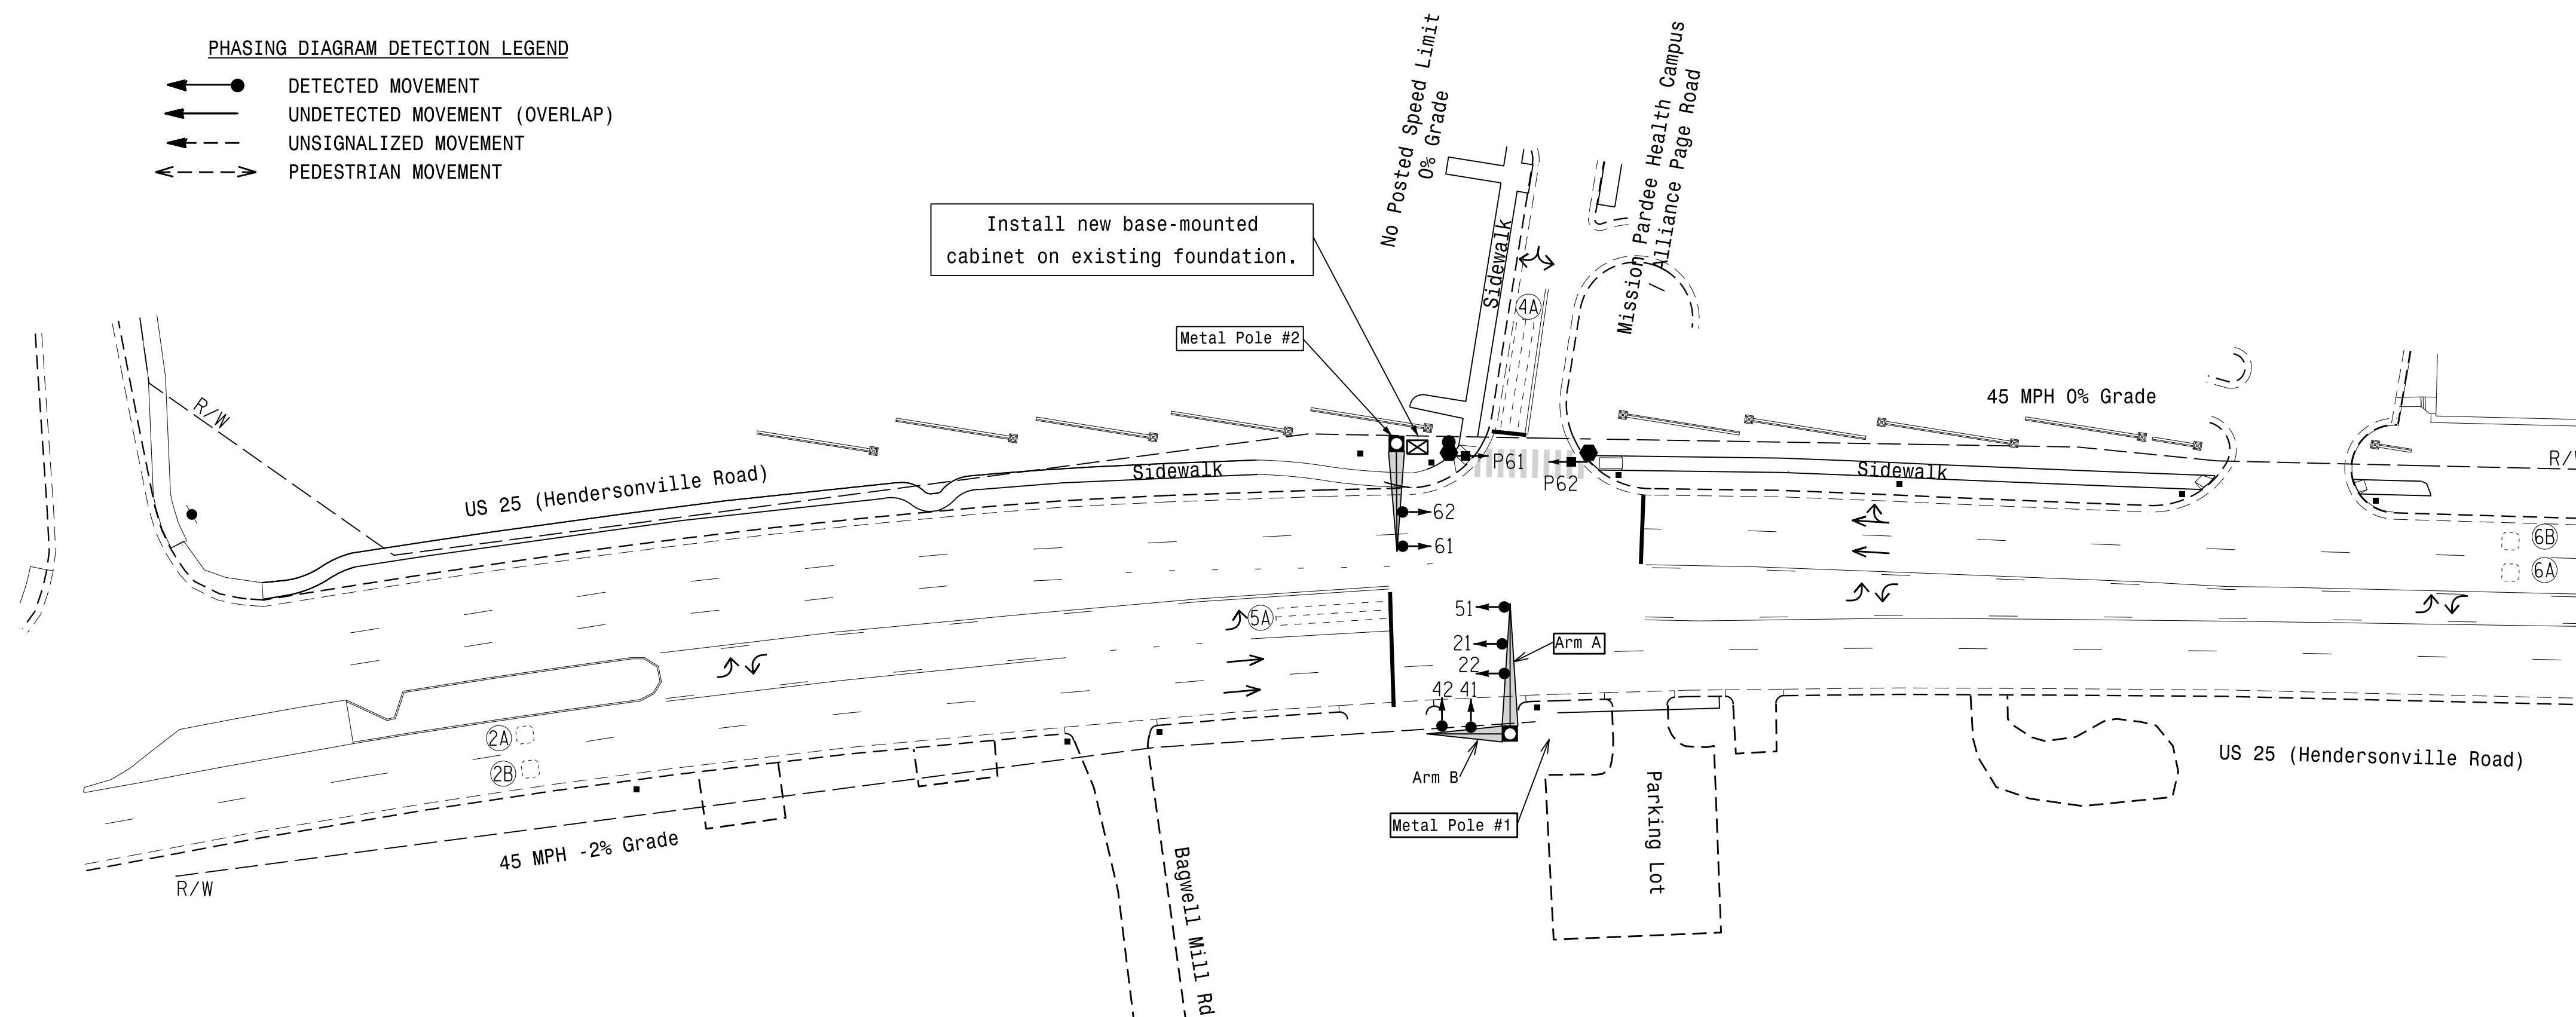 PHASING DIAGRAM DETECTION LEGEND
DETECTED MOVEMENT
UNDETECTED MOVEMENT (OVERLAP)
UNSIGNALIZED MOVEMENT
PEDESTRIAN MOVEMENT
No Posted Speed Limit
0% Grade
Mission Pardee Health Campus
Alliance Page Road
Install new base-mounted
cabinet on existing foundation.
Sidewalk
4A
Metal Pole #2
R/W
45 MPH 0% Grade
US 25 (Hendersonville Road)
Sidewalk
P61
P62
Sidewalk
R/W
62
61
6B
6A
51
5A
21
Arm A
22
42 41
2A
2B
Arm B
US 25 (Hendersonville Road)
Metal Pole #1
Parking Lot
45 MPH -2% Grade
R/W
Bagwell Mill Rd